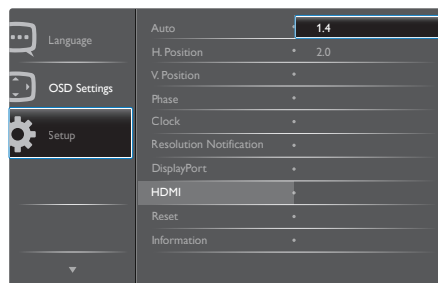 Language
OSD Settings
Setup
Auto
H. Position
V. Position
Phase
Clock
Resolution Notification
DisplayPort
HDMI
Reset
Information
1.4
2.0